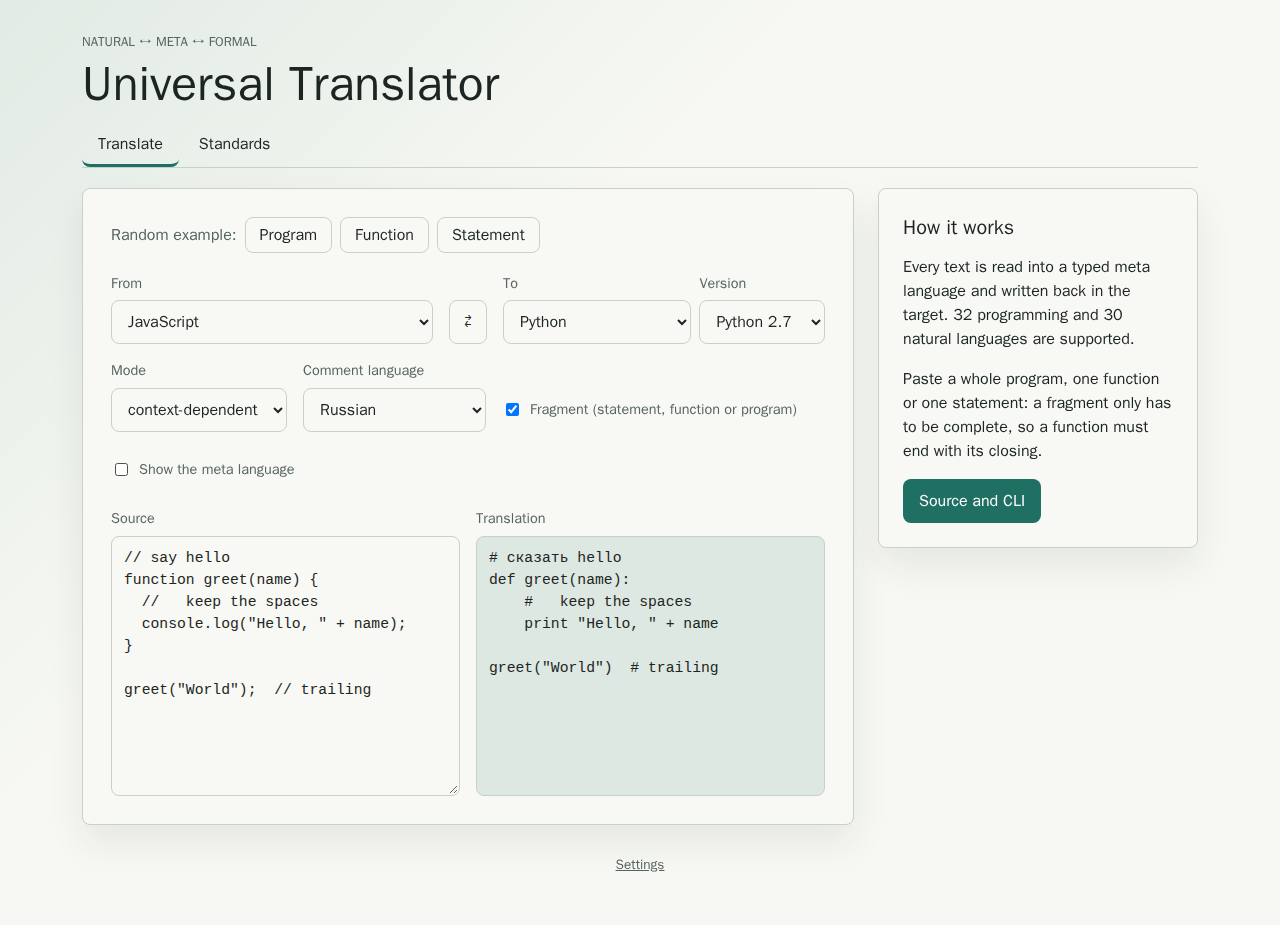 NATURAL ↔ META ↔ FORMAL
Universal Translator
Translate Standards
Random example: Program Function Statement
From To Version
JavaScript ⇄ Python Python 2.7
Mode Comment language
context-dependent Russian Fragment (statement, function or program)
Show the meta language
Source
// say hello
function greet(name) {
  //   keep the spaces
  console.log("Hello, " + name);
}

greet("World");  // trailing
Translation
# сказать hello
def greet(name):
    #   keep the spaces
    print "Hello, " + name

greet("World")  # trailing
How it works
Every text is read into a typed meta
language and written back in the
target. 32 programming and 30
natural languages are supported.
Paste a whole program, one function
or one statement: a fragment only has
to be complete, so a function must
end with its closing.
Source and CLI
Settings